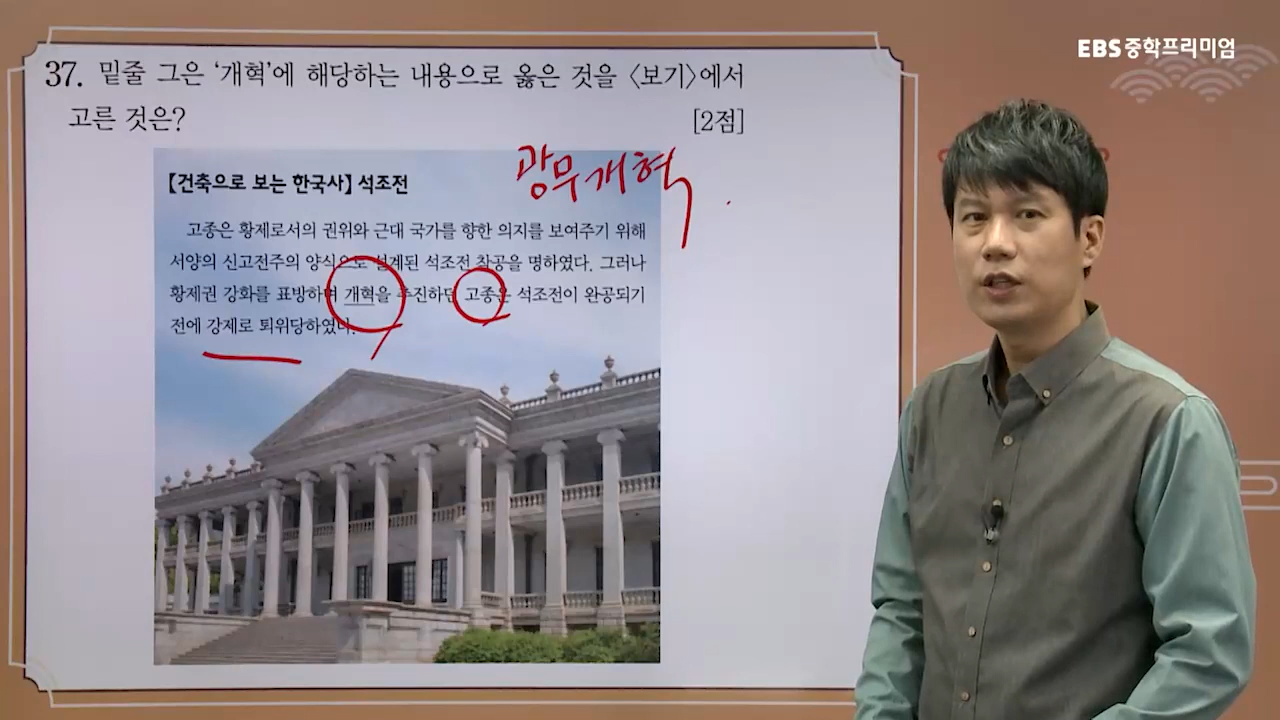 EBS 중학프리미엄
37. 밑줄 그은 ‘개혁’에 해당하는 내용으로 옳은 것을 〈보기〉에서
고른 것은? [2점]
광무개혁
【건축으로 보는 한국사】 석조전
고종은 황제로서의 권위와 근대 국가를 향한 의지를 보여주기 위해
서양의 신고전주의 양식으로 설계된 석조전 착공을 명하였다. 그러나
황제권 강화를 표방하며 개혁을 추진하던 고종은 석조전이 완공되기
전에 강제로 퇴위당하였다.